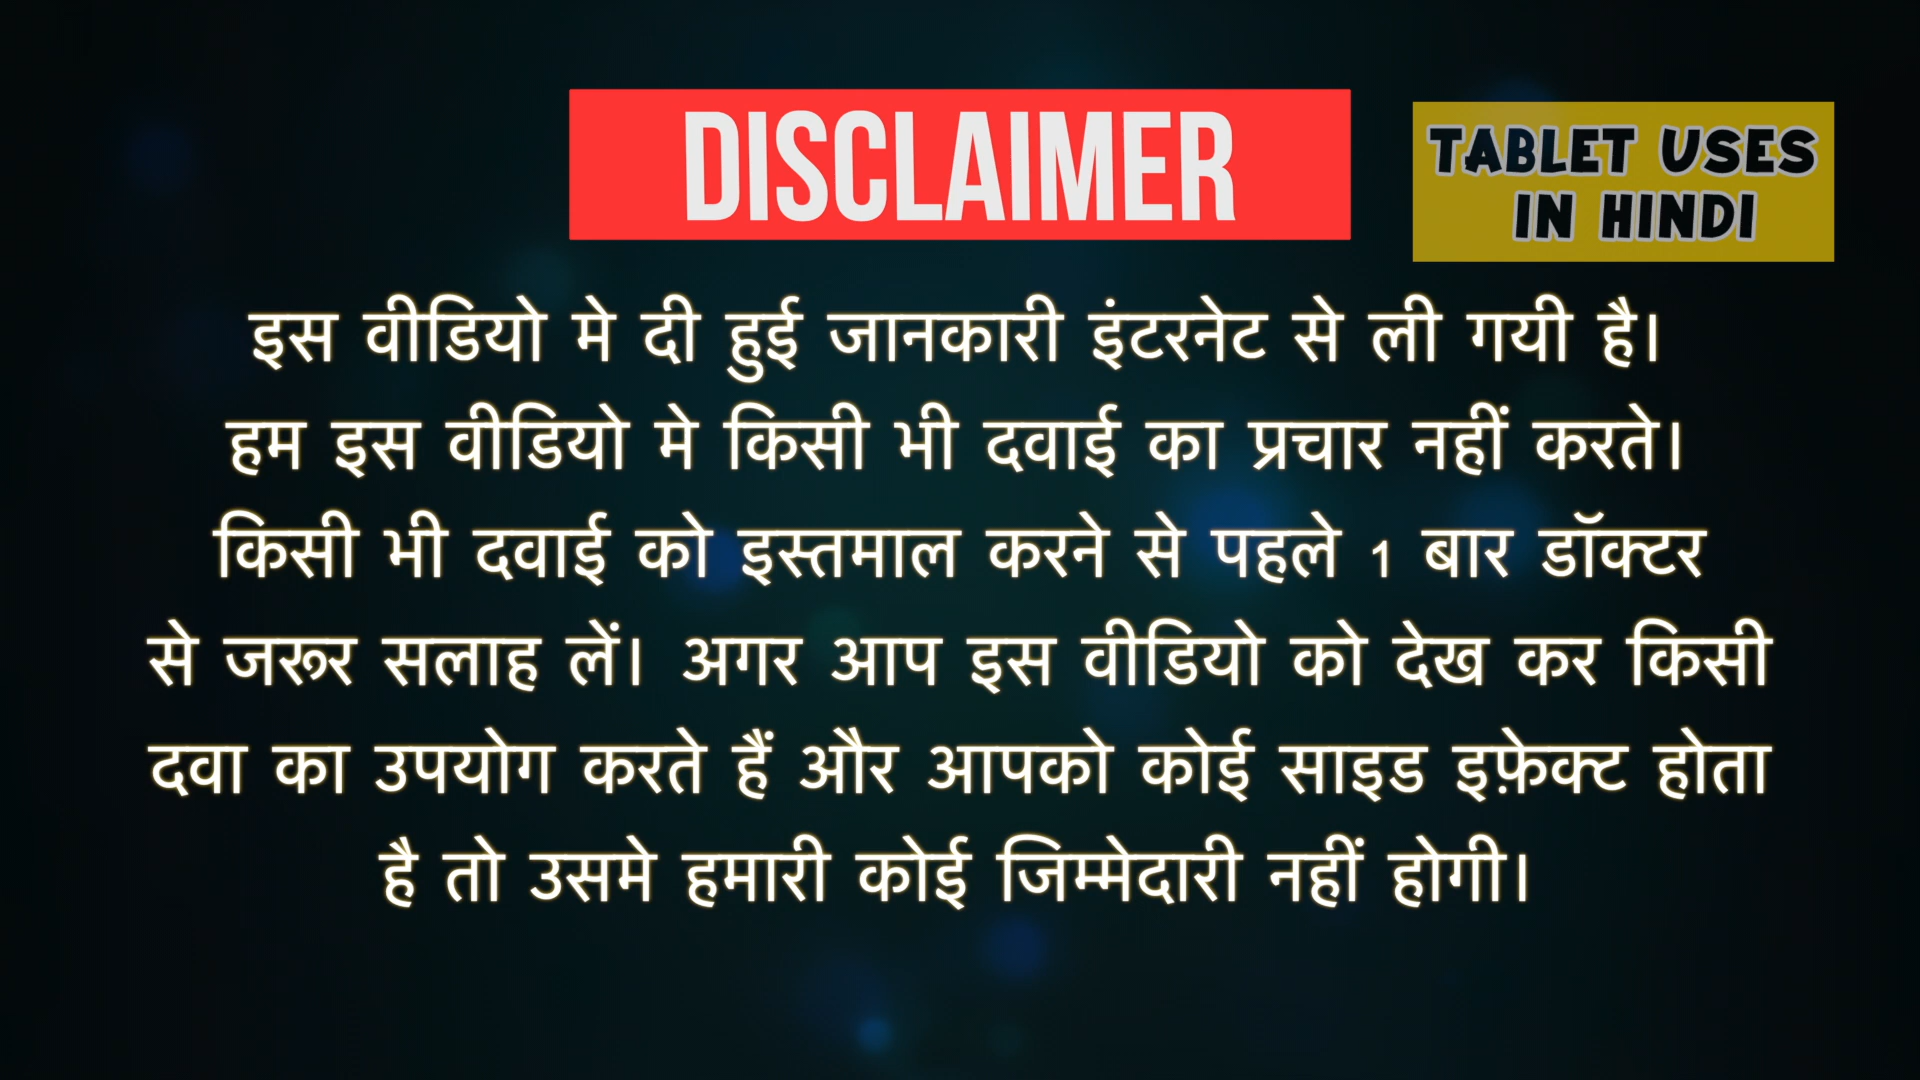 DISCLAIMER
TABLET USES
IN HINDI
इस वीडियो मे दी हुई जानकारी इंटरनेट से ली गयी है।
हम इस वीडियो मे किसी भी दवाई का प्रचार नहीं करते।
किसी भी दवाई को इस्तमाल करने से पहले 1 बार डॉक्टर
से जरूर सलाह लें। अगर आप इस वीडियो को देख कर किसी
दवा का उपयोग करते हैं और आपको कोई साइड इफ़ेक्ट होता
है तो उसमे हमारी कोई जिम्मेदारी नहीं होगी।